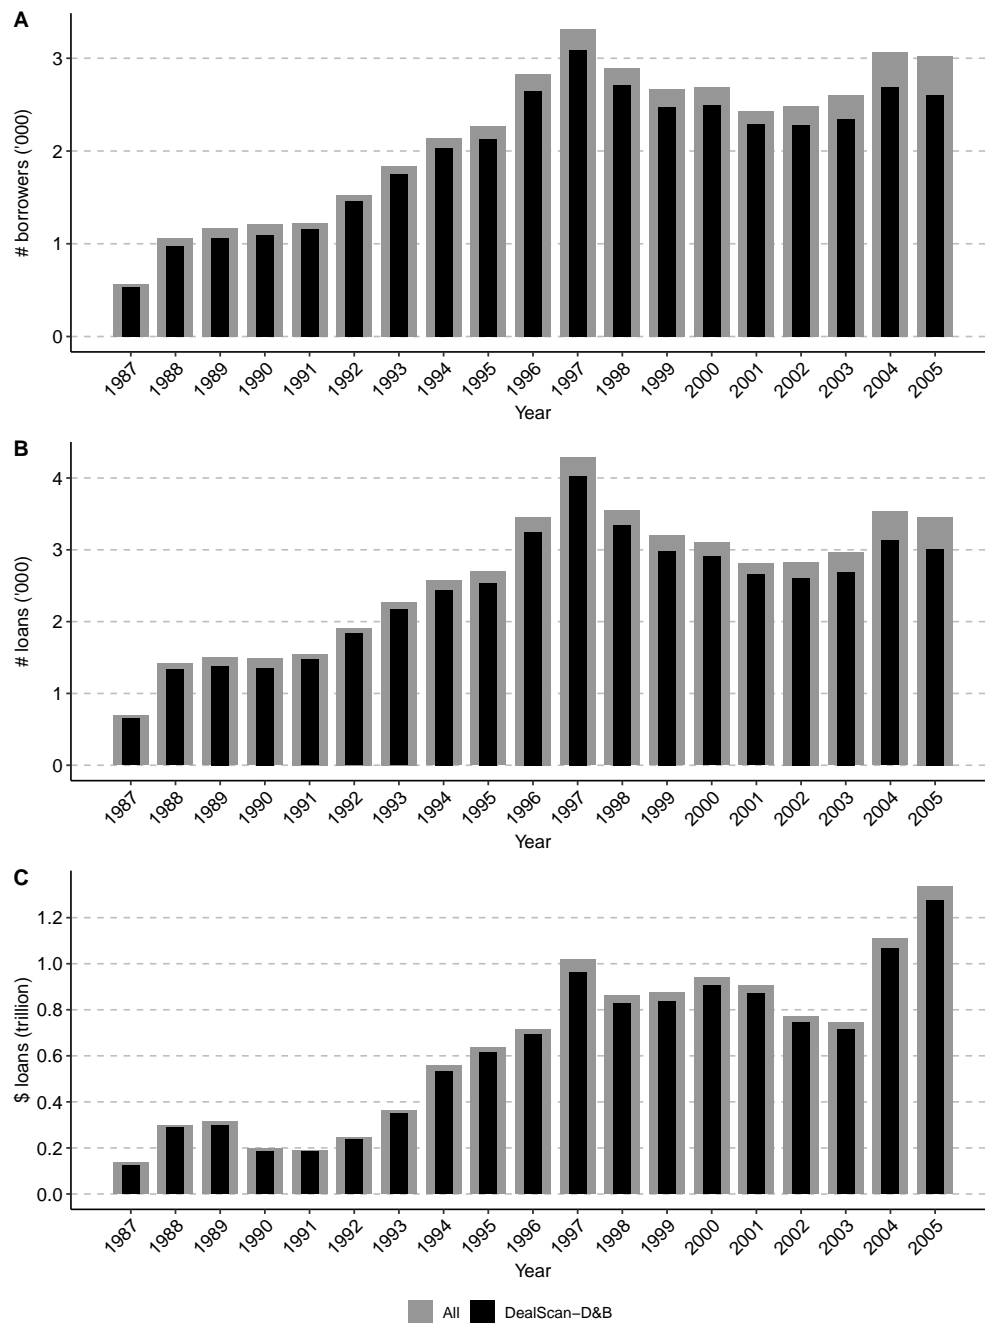 A
# borrowers ('000)
3
2
1
0
1987 1988 1989 1990 1991 1992 1993 1994 1995 1996 1997 1998 1999 2000 2001 2002 2003 2004 2005
Year
B
# loans ('000)
4
3
2
1
0
1987 1988 1989 1990 1991 1992 1993 1994 1995 1996 1997 1998 1999 2000 2001 2002 2003 2004 2005
Year
C
$ loans (trillion)
1.2
1.0
0.8
0.6
0.4
0.2
0.0
1987 1988 1989 1990 1991 1992 1993 1994 1995 1996 1997 1998 1999 2000 2001 2002 2003 2004 2005
Year
All DealScan−D&B